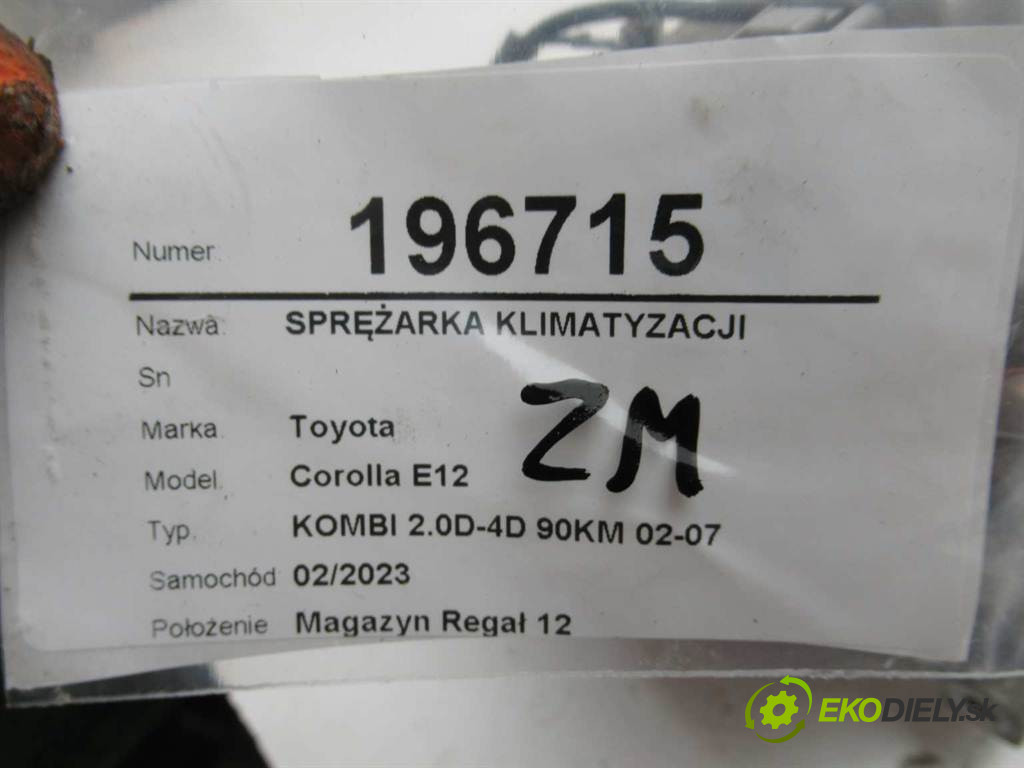 Numer. 196715
Nazwa: SPRĘŻARKA KLIMATYZACJI
Sn
Marka. Toyota
ZM
Model. Corolla E12
Typ. KOMBI 2.0D-4D 90KM 02-07
Samochód 02/2023
Położenie Magazyn Regał 12
EKODIELY.sk